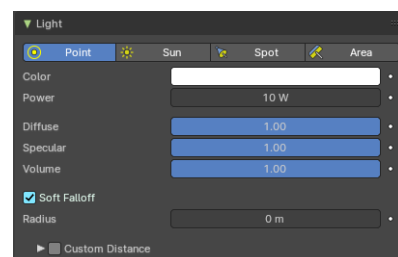 Light
Point Sun Spot Area
Color
Power 10 W
Diffuse 1.00
Specular 1.00
Volume 1.00
Soft Falloff
Radius 0 m
Custom Distance